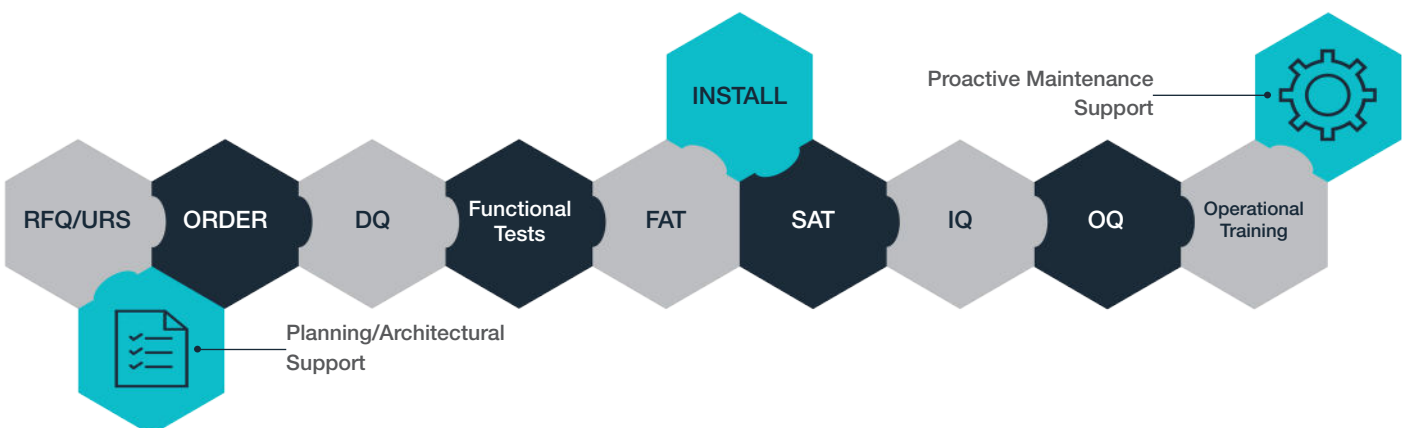 INSTALL
Proactive Maintenance
Support
RFQ/URS
ORDER
DQ
Functional
Tests
FAT
SAT
IQ
OQ
Operational
Training
Planning/Architectural
Support